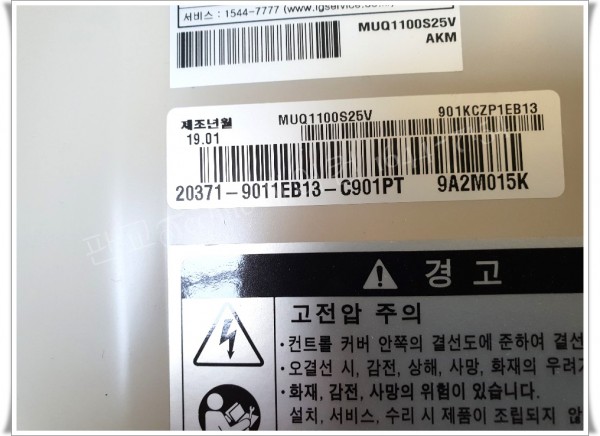 서비스 : 1544-7777 (www.lgservice.com)
MUQ1100S25V
AKM
제조년월
19.01
MUQ1100S25V
901KCZP1EB13
20371-9011EB13-C901PT
9A2M015K
경 고
고전압 주의
·컨트롤 커버 안쪽의 결선도에 준하여 결선
·오결선 시, 감전, 상해, 사망, 화재의 우려가
·화재, 감전, 사망의 위험이 있습니다.
설치, 서비스, 수리 시 제품이 조립되지 않